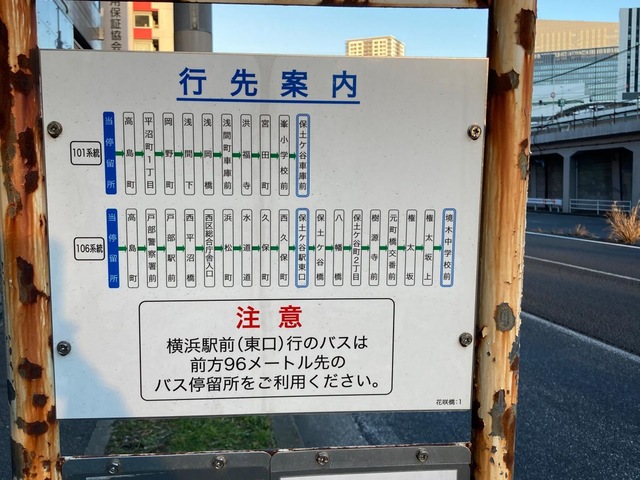 用保証協会
行先案内
101系統
当停留所
高島町
平沼町1丁目
岡野町
浅間下
浅岡橋
浅間町車庫前
洪福寺
宮田町
峯小学校前
保土ケ谷車庫前
106系統
当停留所
高島町
戸部警察署前
戸部駅前
西平沼橋
西区総合庁舎入口
浜松町
水道道
久保町
西久保町
保土ケ谷駅東口
保土ケ谷橋
八幡橋
保土ケ谷町2丁目
樹源寺前
元町橋交番前
権太坂
権太坂上
境木中学校前
注意
横浜駅前(東口)行のバスは
前方96メートル先の
バス停留所をご利用ください。
花咲橋:1